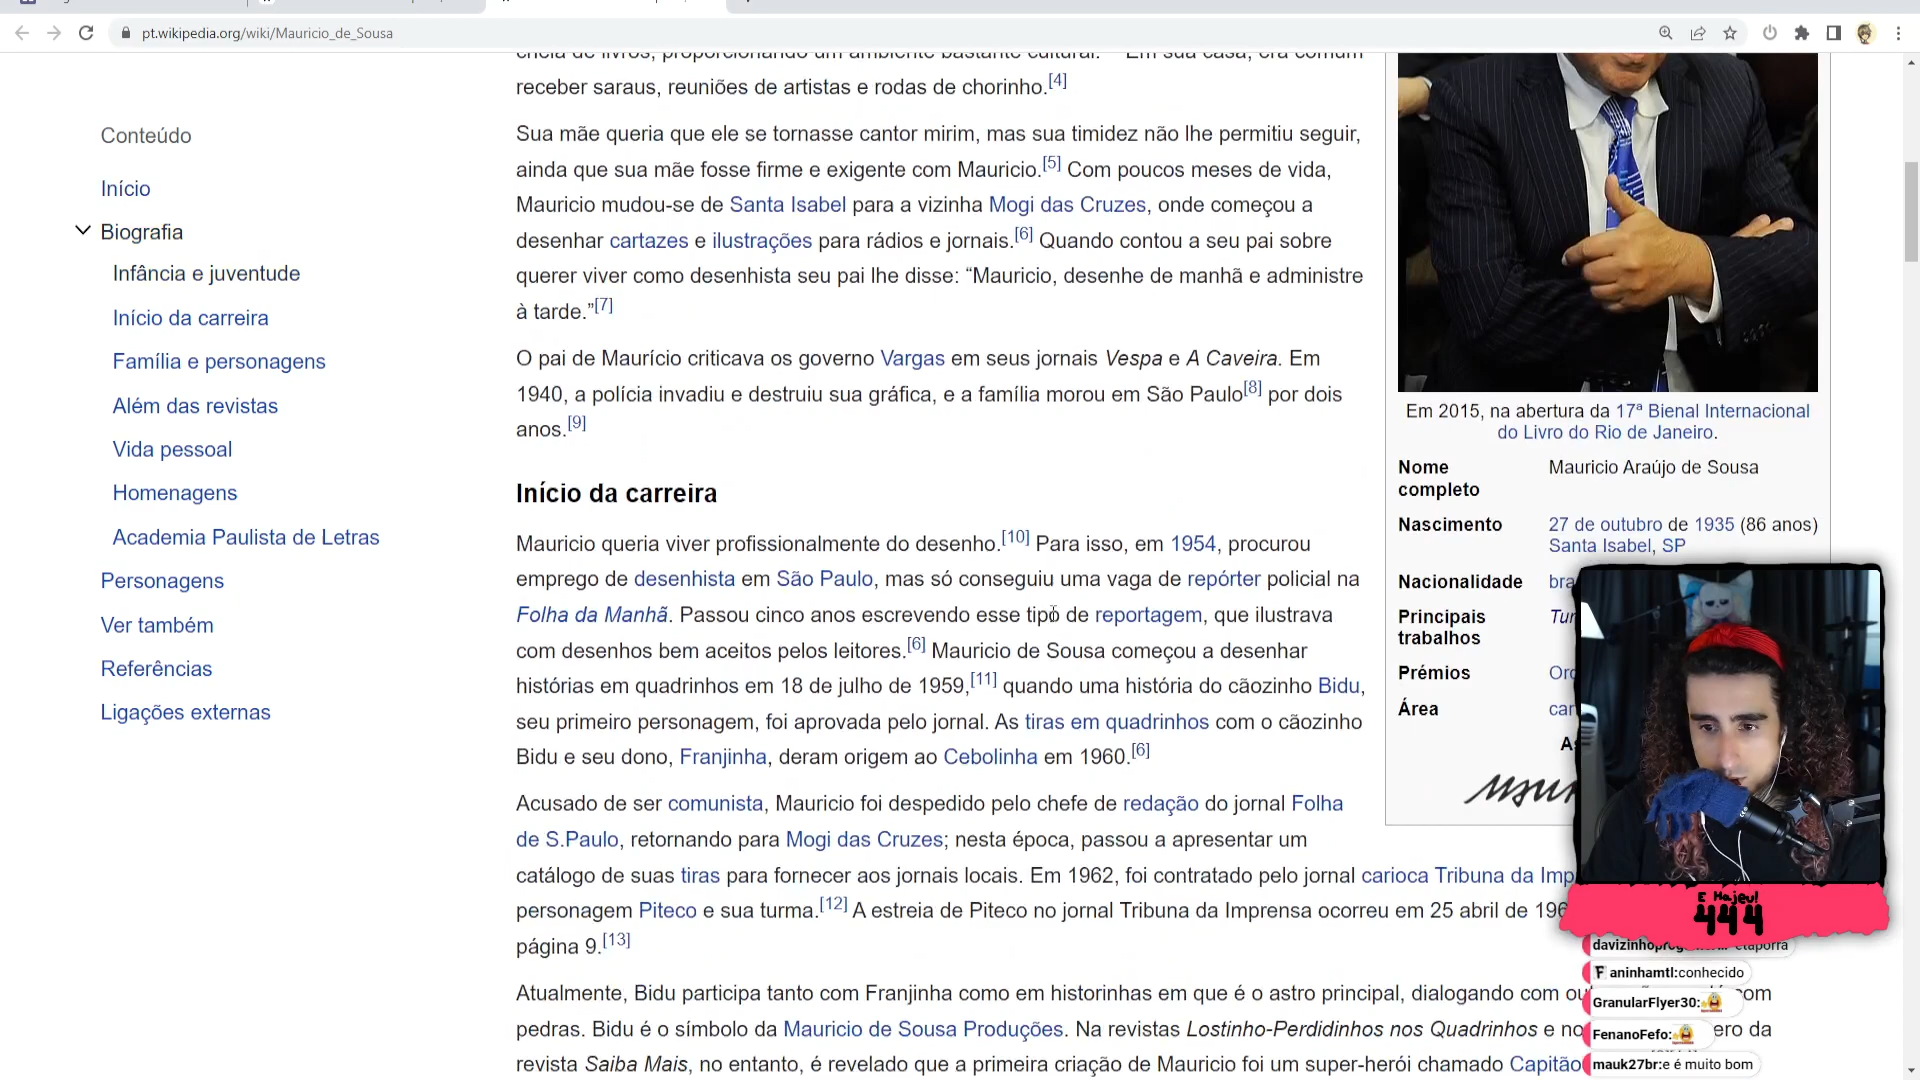 pt.wikipedia.org/wiki/Mauricio_de_Sousa
receber saraus, reuniões de artistas e rodas de chorinho.[4]
Conteúdo
Início
Biografia
Infância e juventude
Início da carreira
Família e personagens
Além das revistas
Vida pessoal
Homenagens
Academia Paulista de Letras
Personagens
Ver também
Referências
Ligações externas
Sua mãe queria que ele se tornasse cantor mirim, mas sua timidez não lhe permitiu seguir,
ainda que sua mãe fosse firme e exigente com Mauricio.[5] Com poucos meses de vida,
Mauricio mudou-se de Santa Isabel para a vizinha Mogi das Cruzes, onde começou a
desenhar cartazes e ilustrações para rádios e jornais.[6] Quando contou a seu pai sobre
querer viver como desenhista seu pai lhe disse: “Mauricio, desenhe de manhã e administre
à tarde.”[7]
O pai de Maurício criticava os governo Vargas em seus jornais Vespa e A Caveira. Em
1940, a polícia invadiu e destruiu sua gráfica, e a família morou em São Paulo[8] por dois
anos.[9]
Início da carreira
Mauricio queria viver profissionalmente do desenho.[10] Para isso, em 1954, procurou
emprego de desenhista em São Paulo, mas só conseguiu uma vaga de repórter policial na
Folha da Manhã. Passou cinco anos escrevendo esse tipo de reportagem, que ilustrava
com desenhos bem aceitos pelos leitores.[6] Mauricio de Sousa começou a desenhar
histórias em quadrinhos em 18 de julho de 1959,[11] quando uma história do cãozinho Bidu,
seu primeiro personagem, foi aprovada pelo jornal. As tiras em quadrinhos com o cãozinho
Bidu e seu dono, Franjinha, deram origem ao Cebolinha em 1960.[6]
Acusado de ser comunista, Mauricio foi despedido pelo chefe de redação do jornal Folha
de S.Paulo, retornando para Mogi das Cruzes; nesta época, passou a apresentar um
catálogo de suas tiras para fornecer aos jornais locais. Em 1962, foi contratado pelo jornal carioca Tribuna da Imp
personagem Piteco e sua turma.[12] A estreia de Piteco no jornal Tribuna da Imprensa ocorreu em 25 abril de 196
página 9.[13]
Atualmente, Bidu participa tanto com Franjinha como em historinhas em que é o astro principal, dialogando com ou
pedras. Bidu é o símbolo da Mauricio de Sousa Produções. Na revistas Lostinho-Perdidinhos nos Quadrinhos e no ero da
revista Saiba Mais, no entanto, é revelado que a primeira criação de Mauricio foi um super-herói chamado Capitão
Em 2015, na abertura da 17ª Bienal Internacional
do Livro do Rio de Janeiro.
Nome completo Mauricio Araújo de Sousa
Nascimento 27 de outubro de 1935 (86 anos)
Santa Isabel, SP
Nacionalidade bra
Principais trabalhos Tur
Prémios Ord
Área car
As
E Hajeu!
444
aninhamtl:conhecido
GranularFlyer30:
FenanoFefo:
mauk27br:e é muito bom